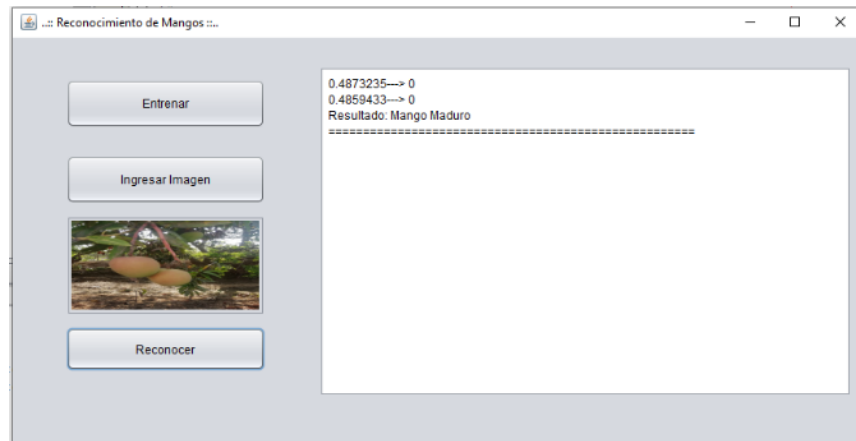 ..:: Reconocimiento de Mangos ::..
Entrenar
Ingresar Imagen
Reconocer
0.4873235---> 0
0.4859433---> 0
Resultado: Mango Maduro
=====================================================